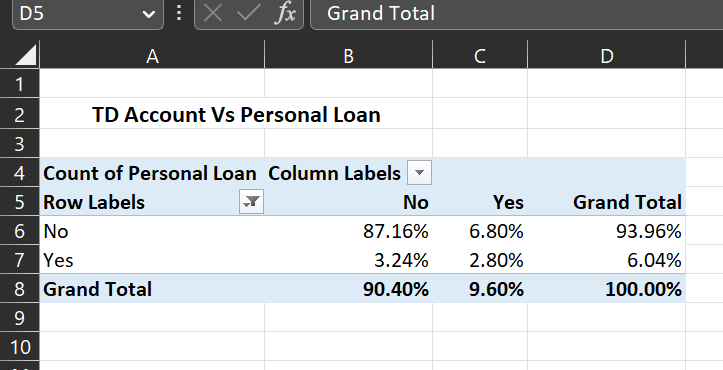 D5 fx Grand Total
A B C D
1
2 TD Account Vs Personal Loan
3
4 Count of Personal Loan Column Labels
5 Row Labels No Yes Grand Total
6 No 87.16% 6.80% 93.96%
7 Yes 3.24% 2.80% 6.04%
8 Grand Total 90.40% 9.60% 100.00%
9
10